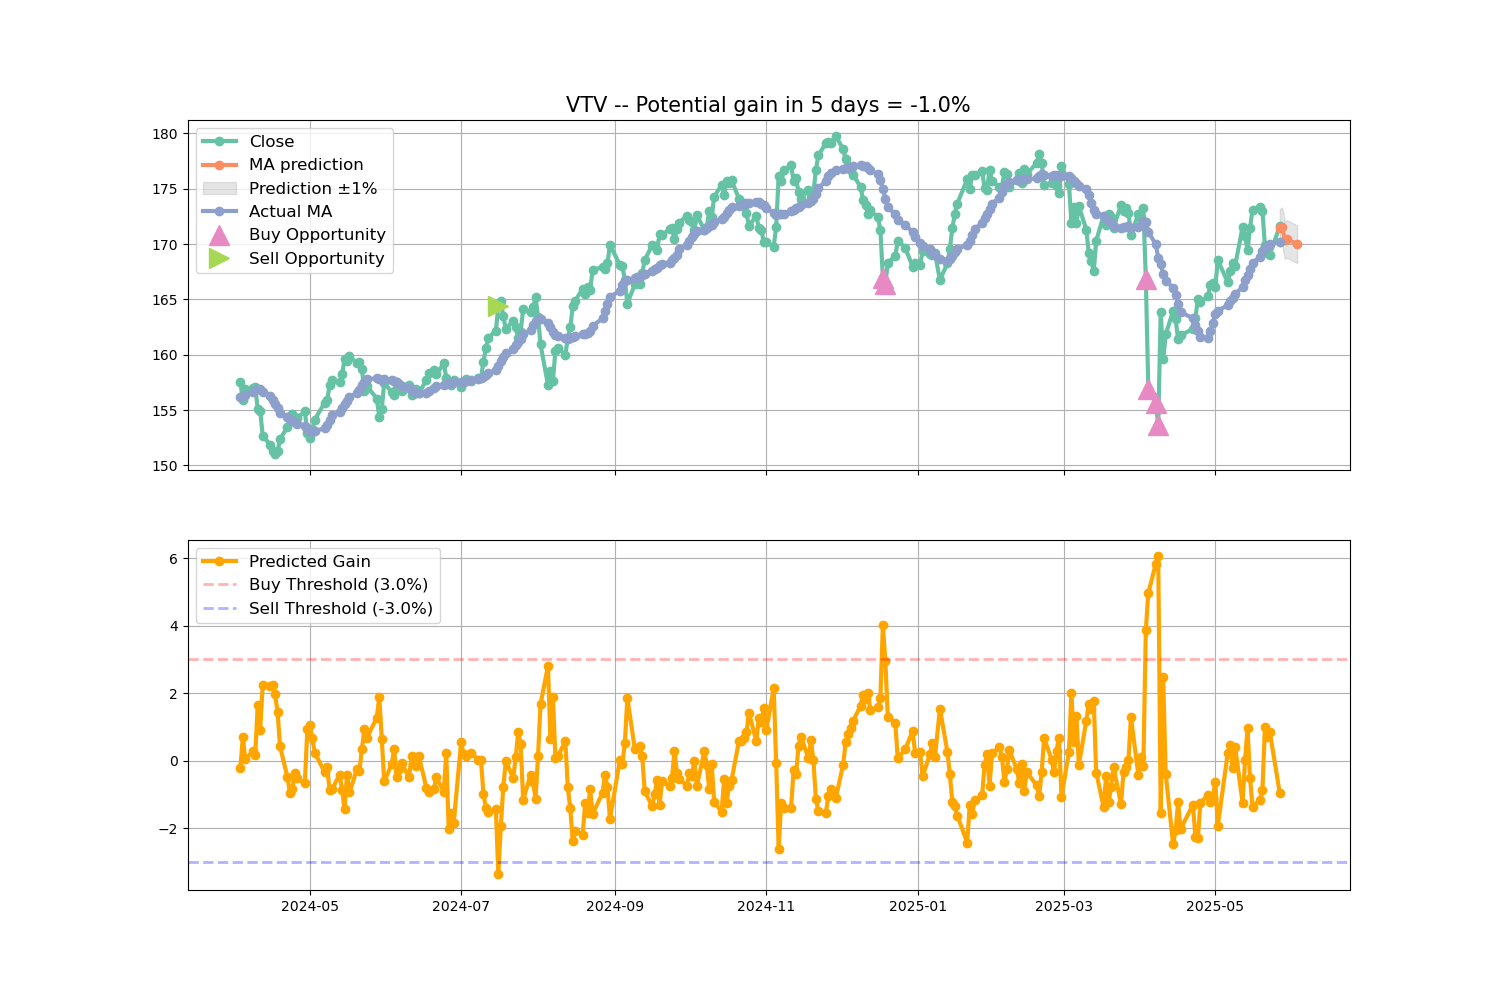 VTV -- Potential gain in 5 days = -1.0%
180
175
170
165
160
155
150
Close
MA prediction
Prediction ±1%
Actual MA
Buy Opportunity
Sell Opportunity
6
4
2
0
−2
Predicted Gain
Buy Threshold (3.0%)
Sell Threshold (-3.0%)
2024-05
2024-07
2024-09
2024-11
2025-01
2025-03
2025-05